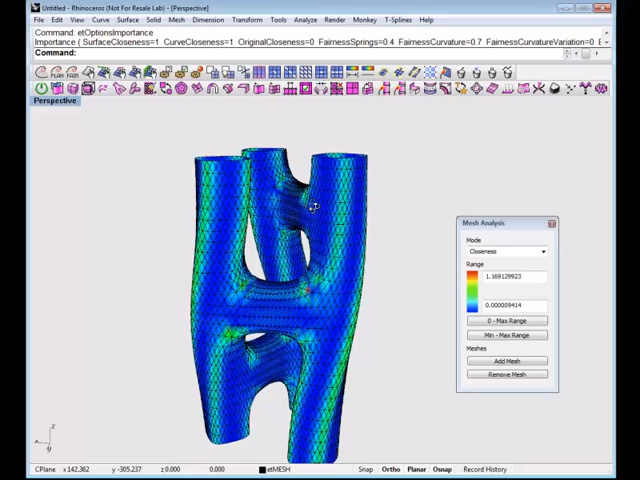 Untitled - Rhinoceros (Not For Resale Lab) - [Perspective]
File Edit View Curve Surface Solid Mesh Dimension Transform Tools Analyze Render Monkey T-Splines Help
Command: etOptionsImportance
Importance ( SurfaceCloseness=1 CurveCloseness=1 OriginalCloseness=0 FairnessSprings=0.4 FairnessCurvature=0.7 FairnessCurvatureVariation=0
Command:
Perspective
Mesh Analysis
Mode
Closeness
Range
1.169129923
0.000009414
0 - Max Range
Min - Max Range
Meshes
Add Mesh
Remove Mesh
z
CPlane x 142.362 y -305.237 z 0.000 0.000 etMESH Snap Ortho Planar Osnap Record History